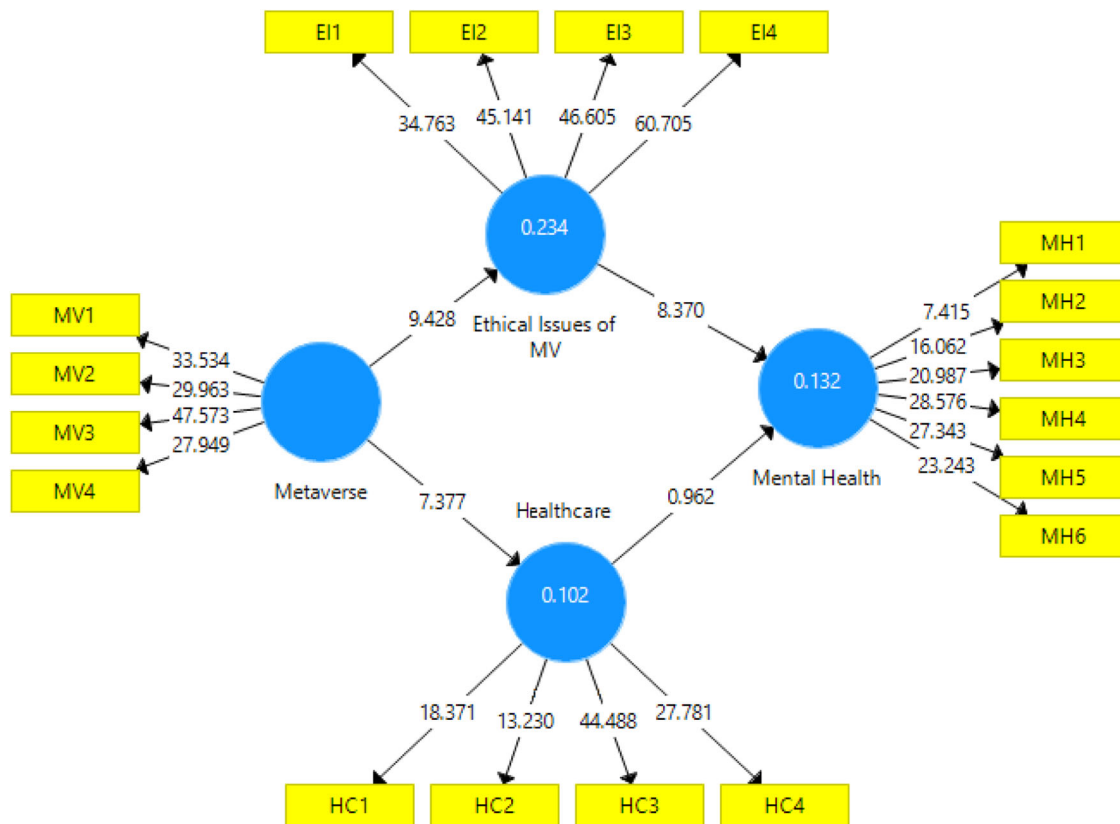 EI1
EI2
EI3
EI4
34.763
45.141
46.605
60.705
0.234
Ethical Issues of
MV
MV1
MV2
MV3
MV4
33.534
29.963
47.573
27.949
Metaverse
9.428
7.377
8.370
0.962
0.132
Mental Health
MH1
MH2
MH3
MH4
MH5
MH6
7.415
16.062
20.987
28.576
27.343
23.243
Healthcare
0.102
18.371
13.230
44.488
27.781
HC1
HC2
HC3
HC4